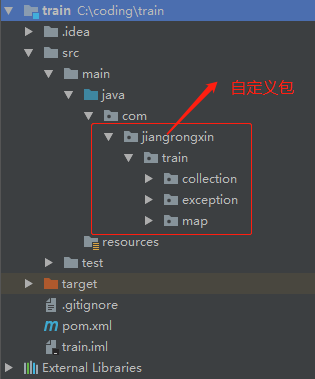 train C:\coding\train
.idea
src
main
java
com
自定义包
jiangrongxin
train
collection
exception
map
resources
test
target
.gitignore
pom.xml
train.iml
External Libraries